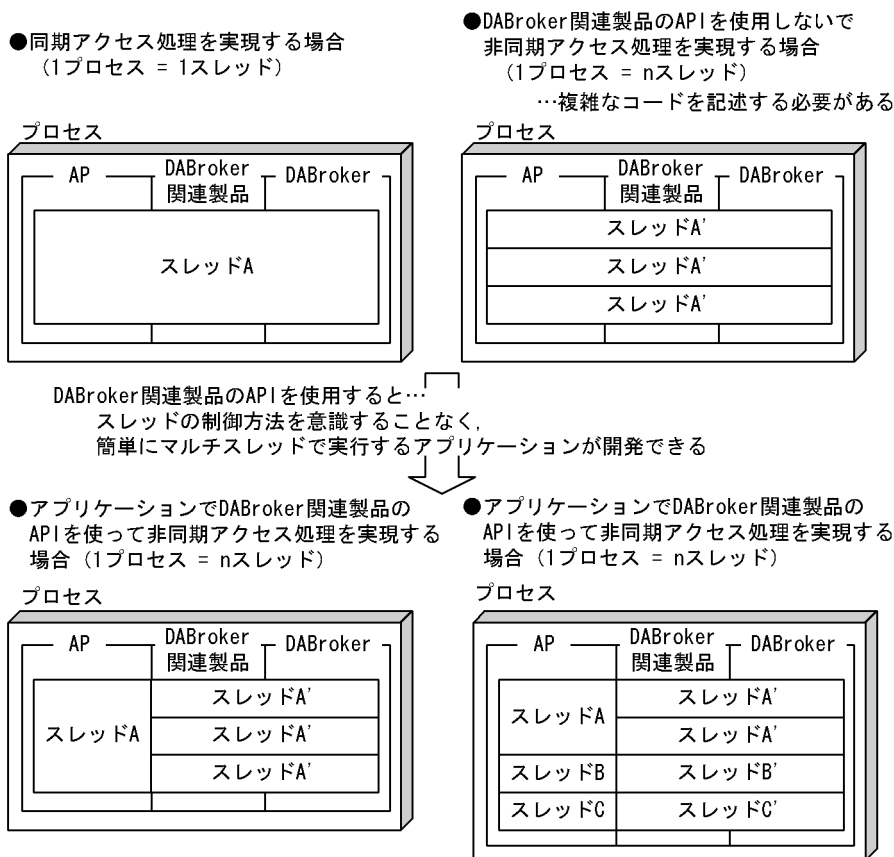 ●同期アクセス処理を実現する場合
（1プロセス = 1スレッド）
プロセス
AP
DABroker
関連製品
DABroker
スレッドA
●DABroker関連製品のAPIを使用しないで
非同期アクセス処理を実現する場合
（1プロセス = nスレッド）
…複雑なコードを記述する必要がある
プロセス
AP
DABroker
関連製品
DABroker
スレッドA'
スレッドA'
スレッドA'
DABroker関連製品のAPIを使用すると…
スレッドの制御方法を意識することなく,
簡単にマルチスレッドで実行するアプリケーションが開発できる
●アプリケーションでDABroker関連製品の
APIを使って非同期アクセス処理を実現する
場合（1プロセス = nスレッド）
プロセス
AP
DABroker
関連製品
DABroker
スレッドA
スレッドA'
スレッドA'
スレッドA'
●アプリケーションでDABroker関連製品の
APIを使って非同期アクセス処理を実現する
場合（1プロセス = nスレッド）
プロセス
AP
DABroker
関連製品
DABroker
スレッドA
スレッドA'
スレッドA'
スレッドB
スレッドB'
スレッドC
スレッドC'